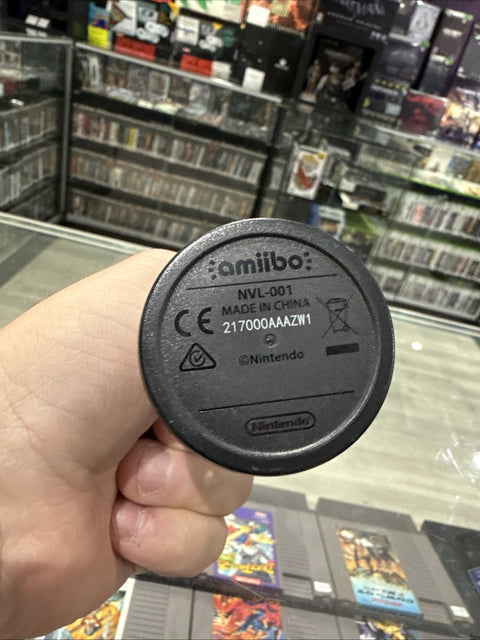 amiibo
NVL-001
MADE IN CHINA
CE
217000AAAZW1
©Nintendo
Nintendo